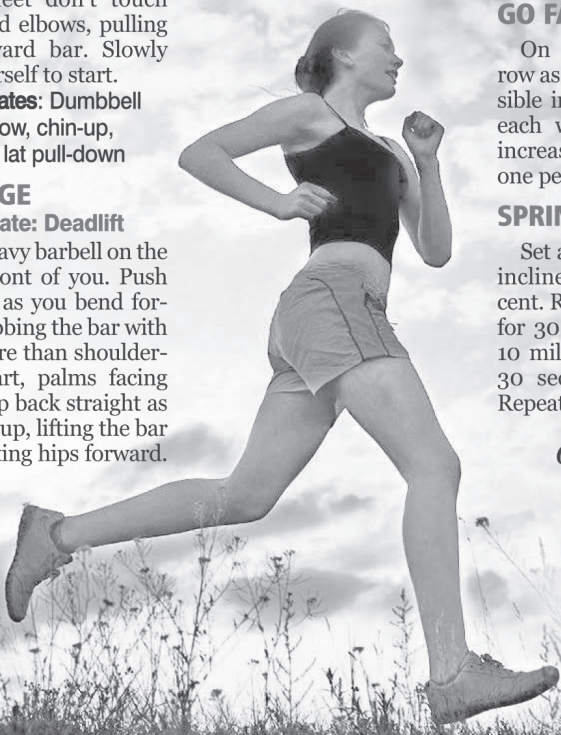 feet don't touch
d elbows, pulling
ard bar. Slowly
rself to start.
ates: Dumbbell
ow, chin-up,
lat pull-down
GE
ate: Deadlift
avy barbell on the
ont of you. Push
as you bend for-
bbing the bar with
re than shoulder-
art, palms facing
p back straight as
up, lifting the bar
ting hips forward.
GO FA
On
row as
sible in
each w
increas
one pe
SPRIN
Set a
incline
cent. R
for 30
10 mil
30 sec
Repeat